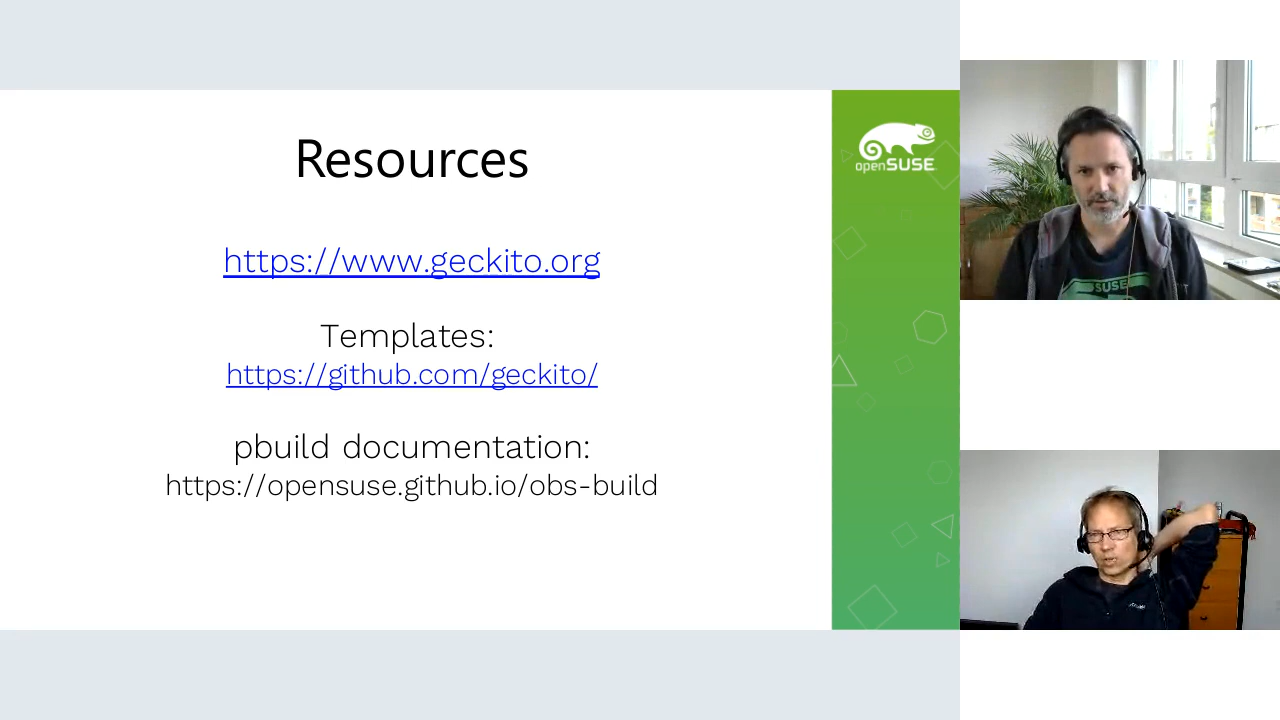 Resources
https://www.geckito.org
Templates:
https://github.com/geckito/
pbuild documentation:
https://opensuse.github.io/obs-build
openSUSE
SUSE